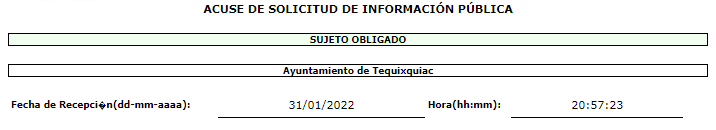 ACUSE DE SOLICITUD DE INFORMACIÓN PÚBLICA
SUJETO OBLIGADO
Ayuntamiento de Tequixquiac
Fecha de Recepci�n(dd-mm-aaaa): 31/01/2022 Hora(hh:mm): 20:57:23